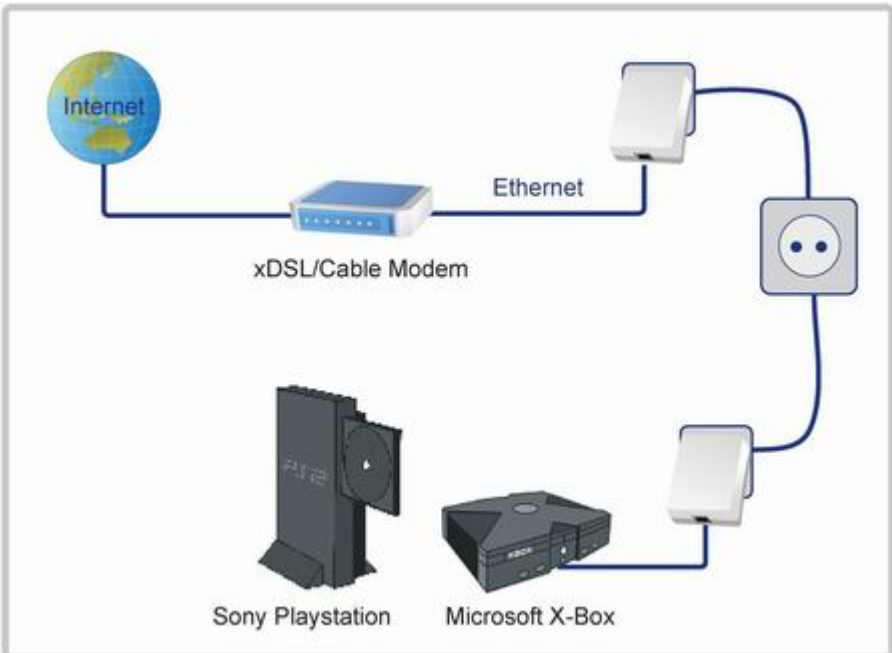 Internet
Ethernet
xDSL/Cable Modem
PS2
XBOX
Sony Playstation
Microsoft X-Box